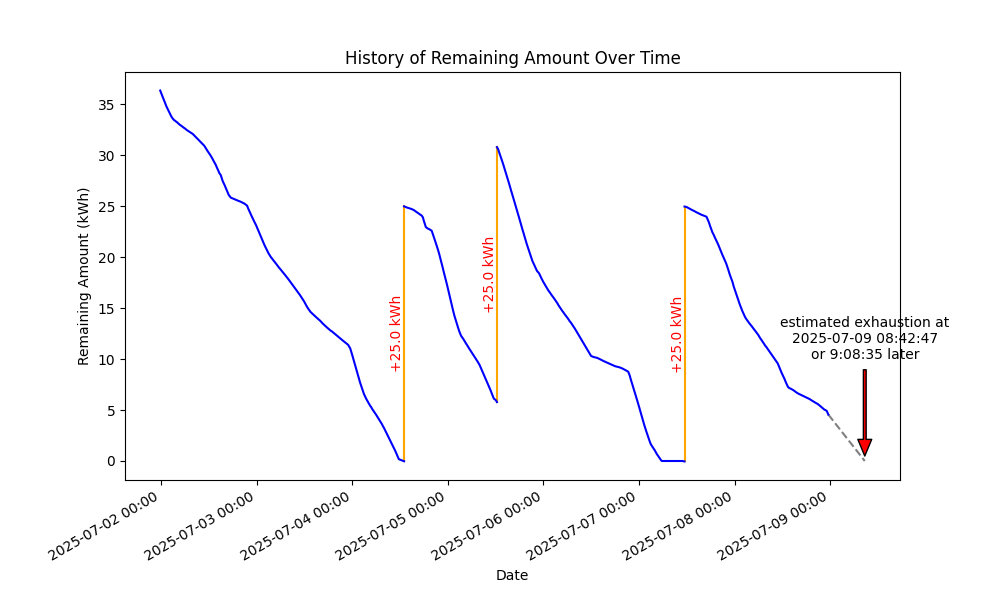 History of Remaining Amount Over Time
Remaining Amount (kWh)
35
30
25
20
15
10
5
0
+25.0 kWh
+25.0 kWh
+25.0 kWh
estimated exhaustion at
2025-07-09 08:42:47
or 9:08:35 later
2025-07-02 00:00
2025-07-03 00:00
2025-07-04 00:00
2025-07-05 00:00
2025-07-06 00:00
2025-07-07 00:00
2025-07-08 00:00
2025-07-09 00:00
Date